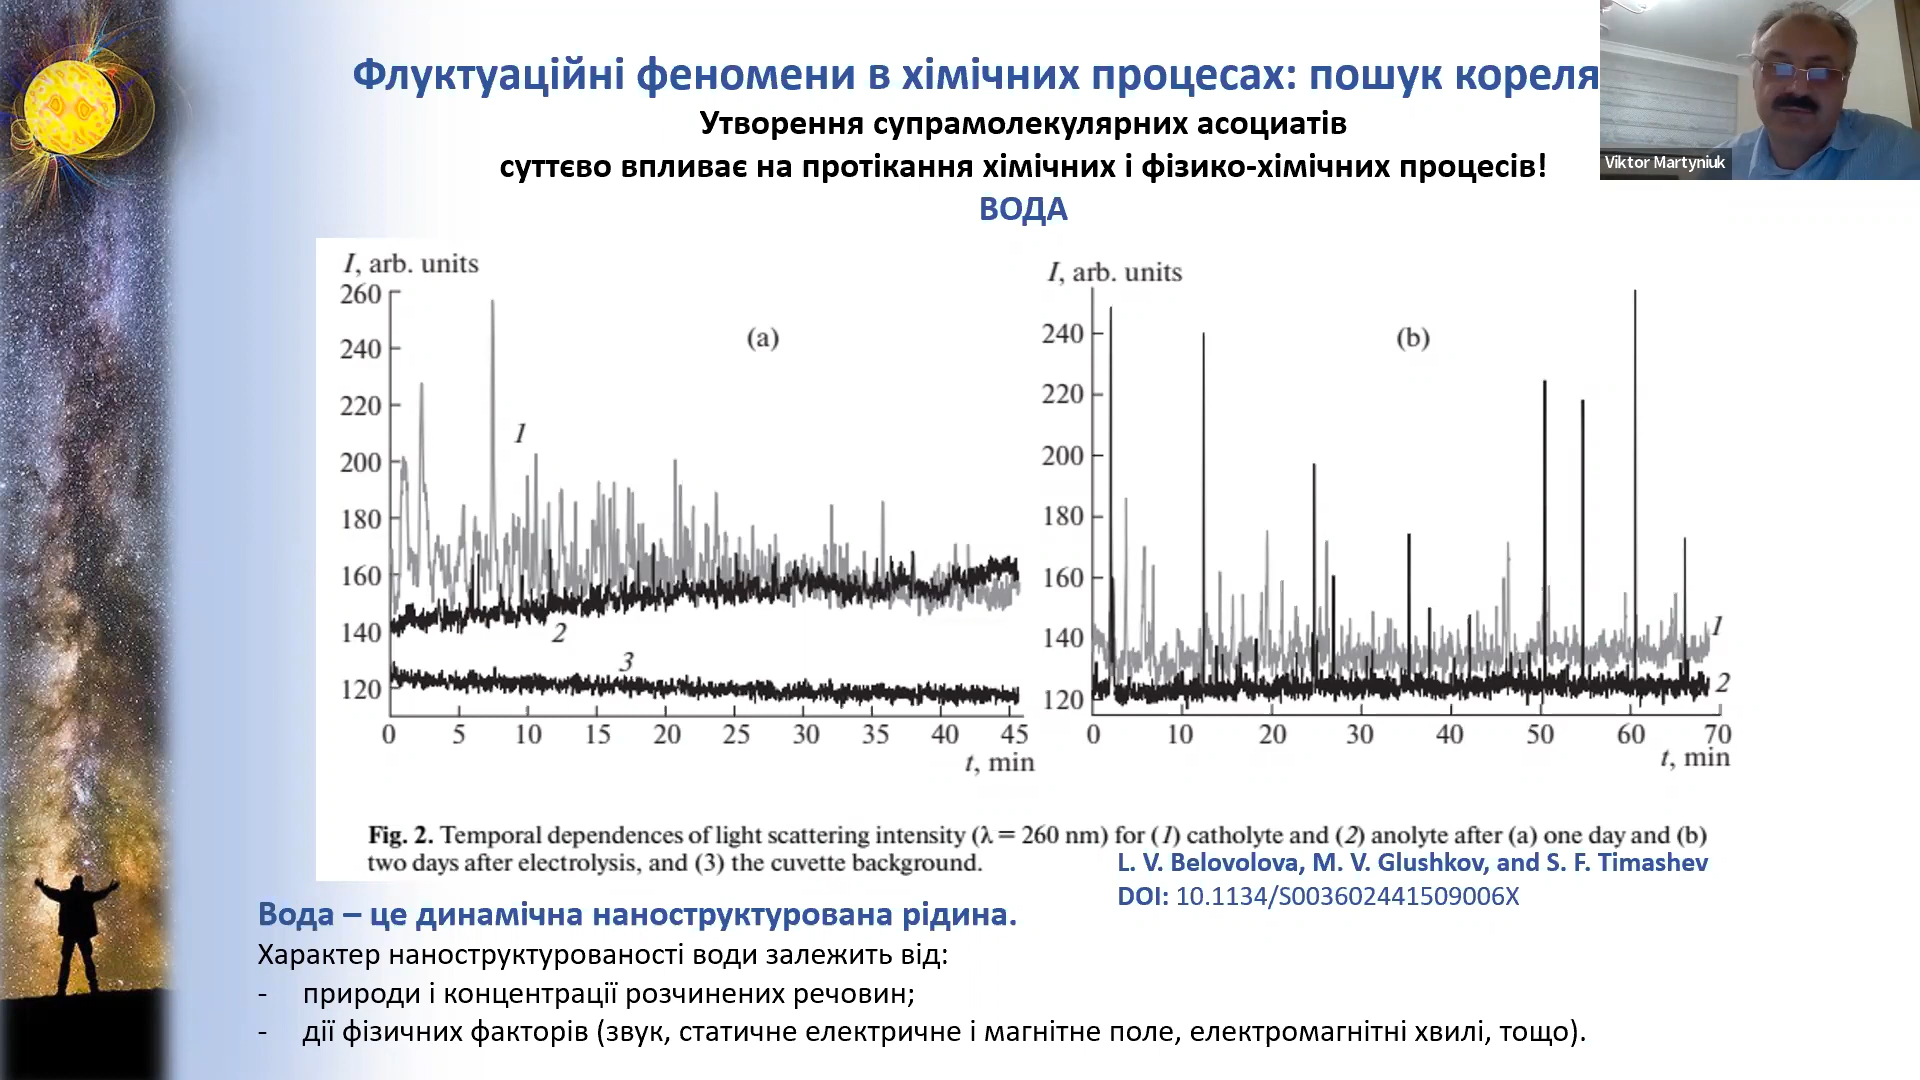 Флуктуаційні феномени в хімічних процесах: пошук кореля
Утворення супрамолекулярних асоціатів
суттєво впливає на протікання хімічних і фізико-хімічних процесів!
ВОДА
Viktor Martyniuk
I, arb. units
260
240
220
200
180
160
140
120
(a)
1
2
3
0 5 10 15 20 25 30 35 40 45
t, min
I, arb. units
240
220
200
180
160
140
120
(b)
1
2
0 10 20 30 40 50 60 70
t, min
Fig. 2. Temporal dependences of light scattering intensity (λ = 260 nm) for (1) catholyte and (2) anolyte after (a) one day and (b)
two days after electrolysis, and (3) the cuvette background.
L. V. Belovolova, M. V. Glushkov, and S. F. Timashev
DOI: 10.1134/S003602441509006X
Вода – це динамічна наноструктурована рідина.
Характер наноструктурованості води залежить від:
- природи і концентрації розчинених речовин;
- дії фізичних факторів (звук, статичне електричне і магнітне поле, електромагнітні хвилі, тощо).